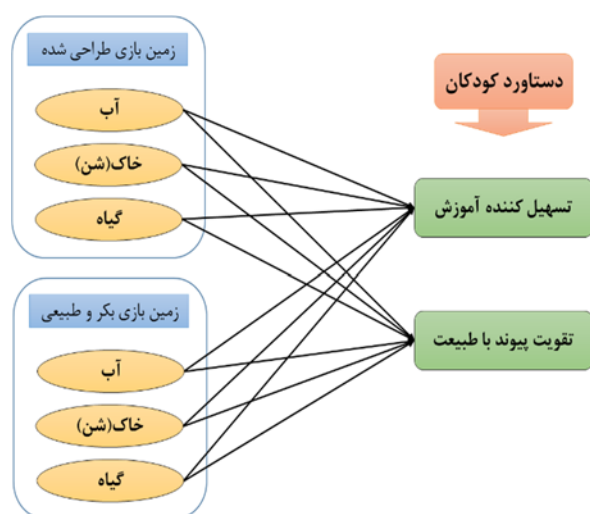 زمین بازی طراحی شده
آب
خاک(شن)
گیاه
زمین بازی بکر و طبیعی
آب
خاک(شن)
گیاه
دستاورد کودکان
تسهیل کننده آموزش
تقویت پیوند با طبیعت